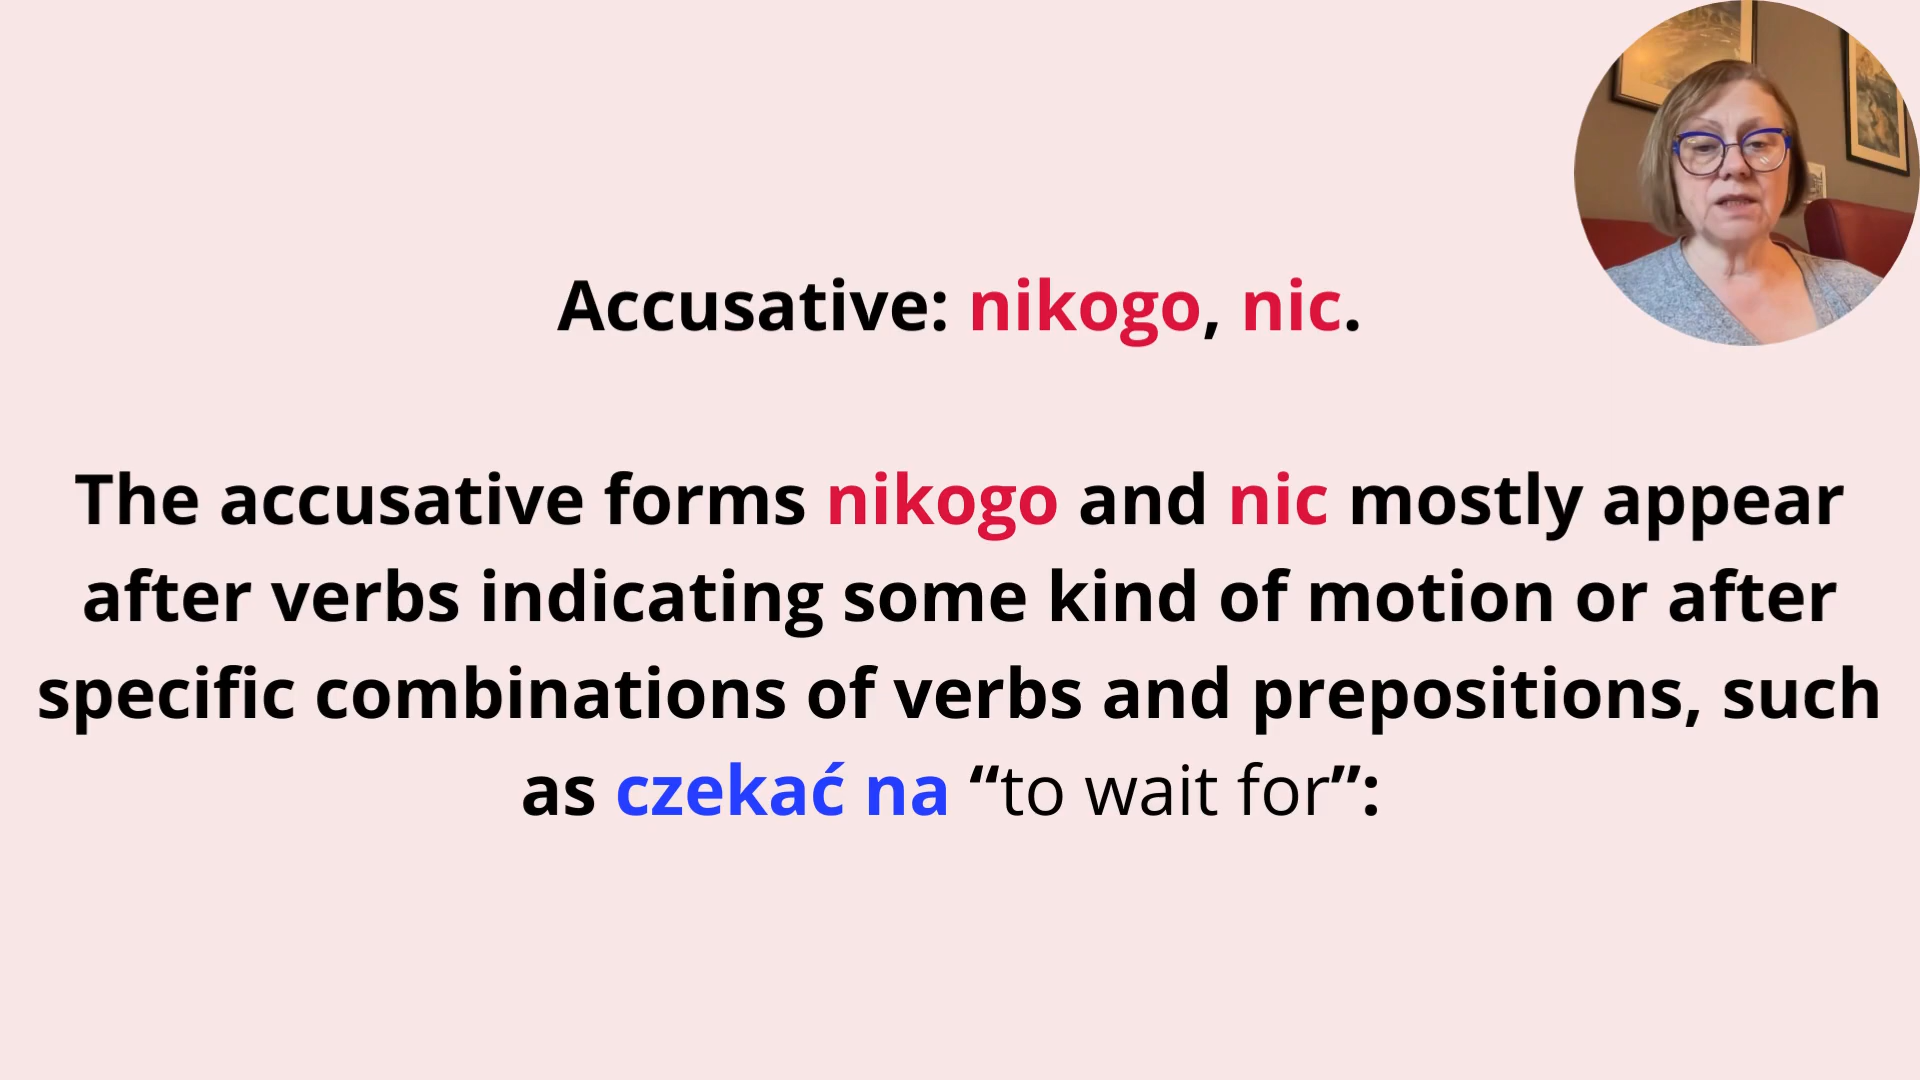 Accusative: nikogo, nic.
The accusative forms nikogo and nic mostly appear
after verbs indicating some kind of motion or after
specific combinations of verbs and prepositions, such
as czekać na “to wait for”: